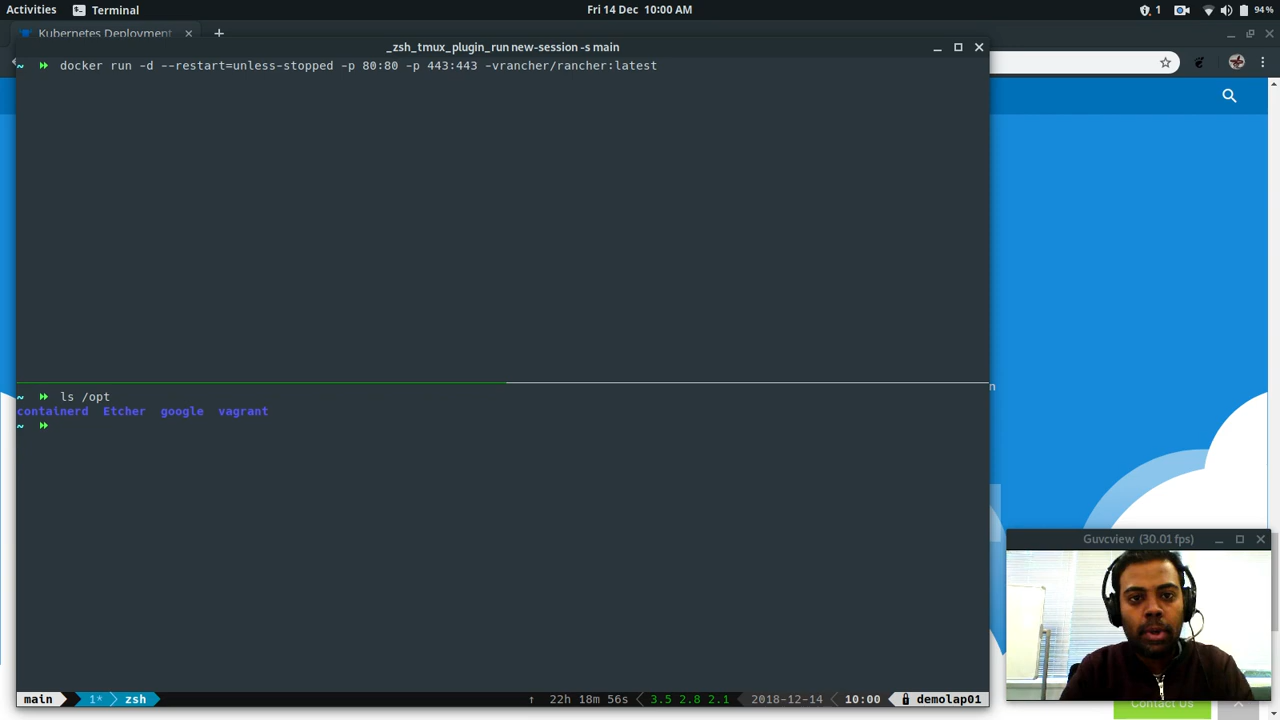 Activities Terminal Fri 14 Dec 10:00 AM 1 94%
Kubernetes Deployment
_zsh_tmux_plugin_run new-session -s main
~ docker run -d --restart=unless-stopped -p 80:80 -p 443:443 -vrancher/rancher:latest
n
~ ls /opt
containerd Etcher google vagrant
~
Guvcview (30.01 fps)
main 1* zsh ↑ 22h 18m 56s 3.5 2.8 2.1 2018-12-14 10:00 demolap01
Contact Us